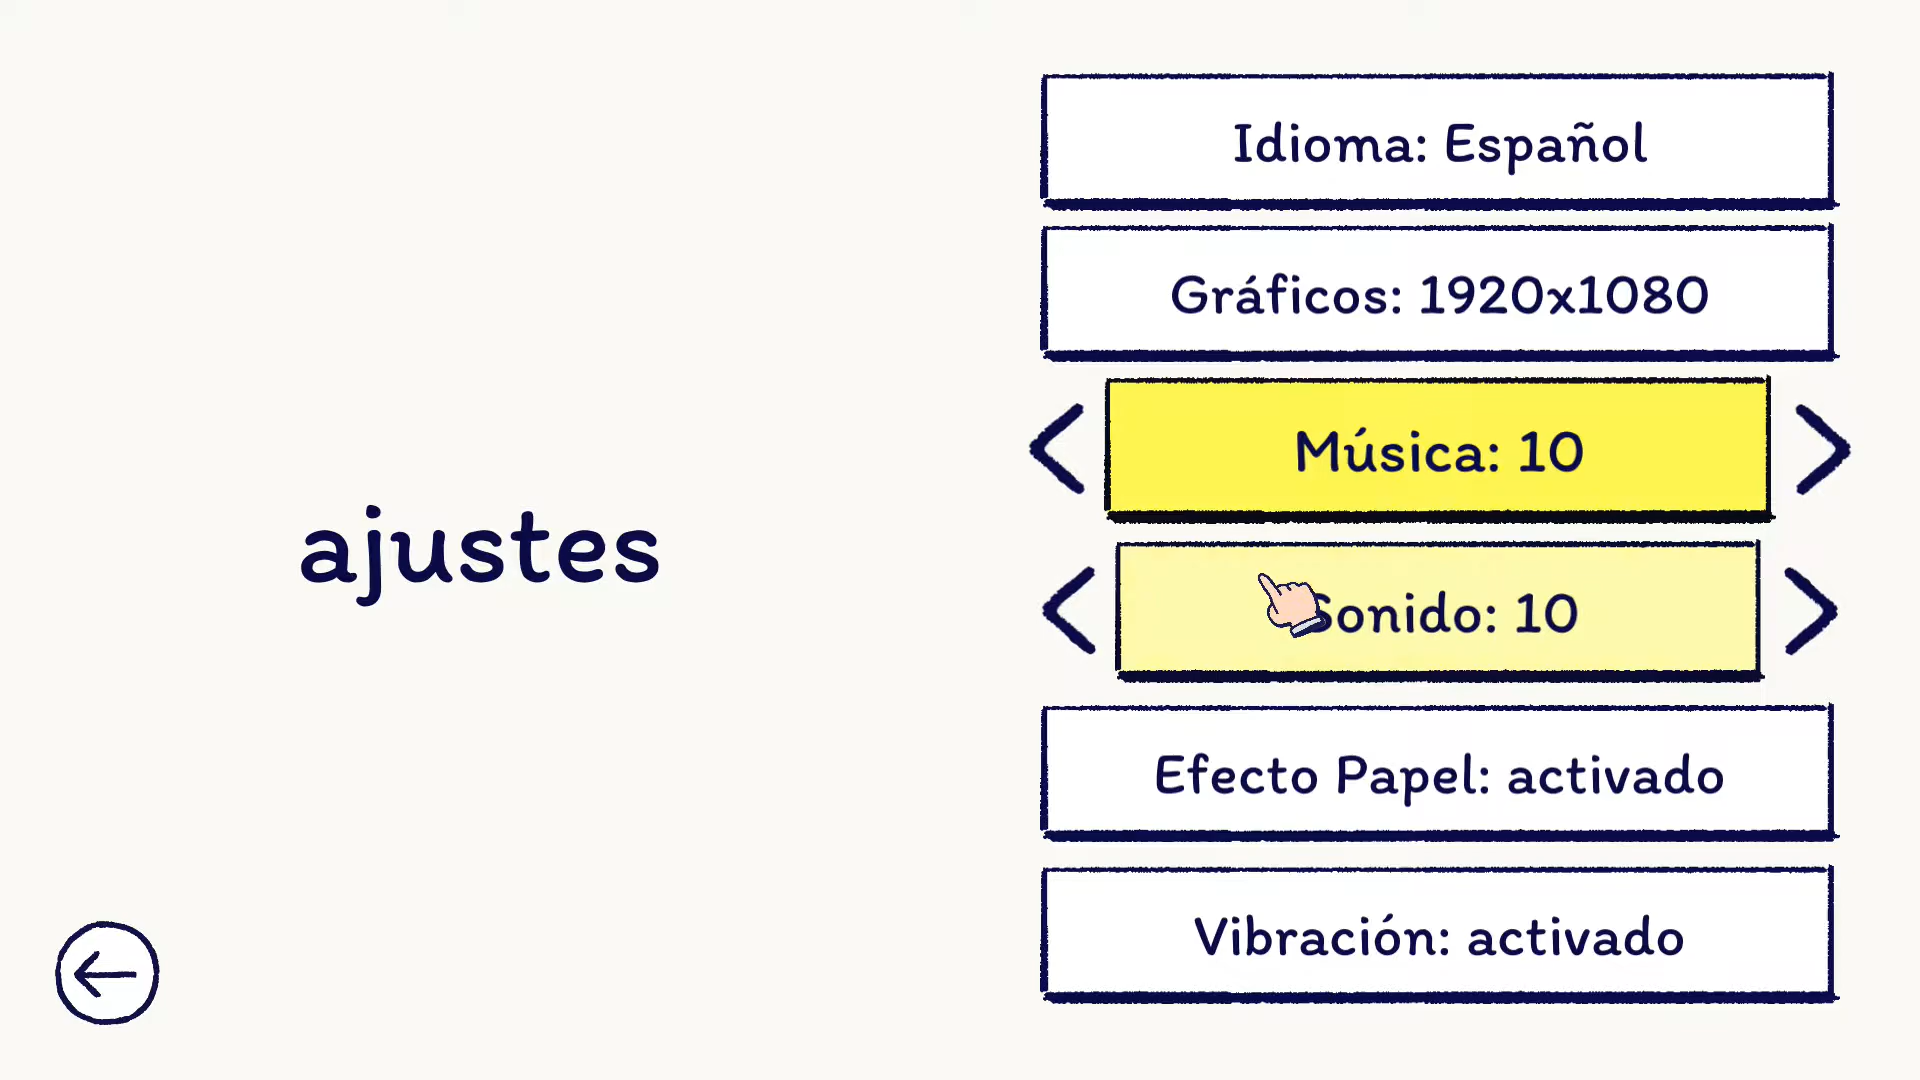 ajustes
Idioma: Español
Gráficos: 1920x1080
Música: 10
Sonido: 10
Efecto Papel: activado
Vibración: activado